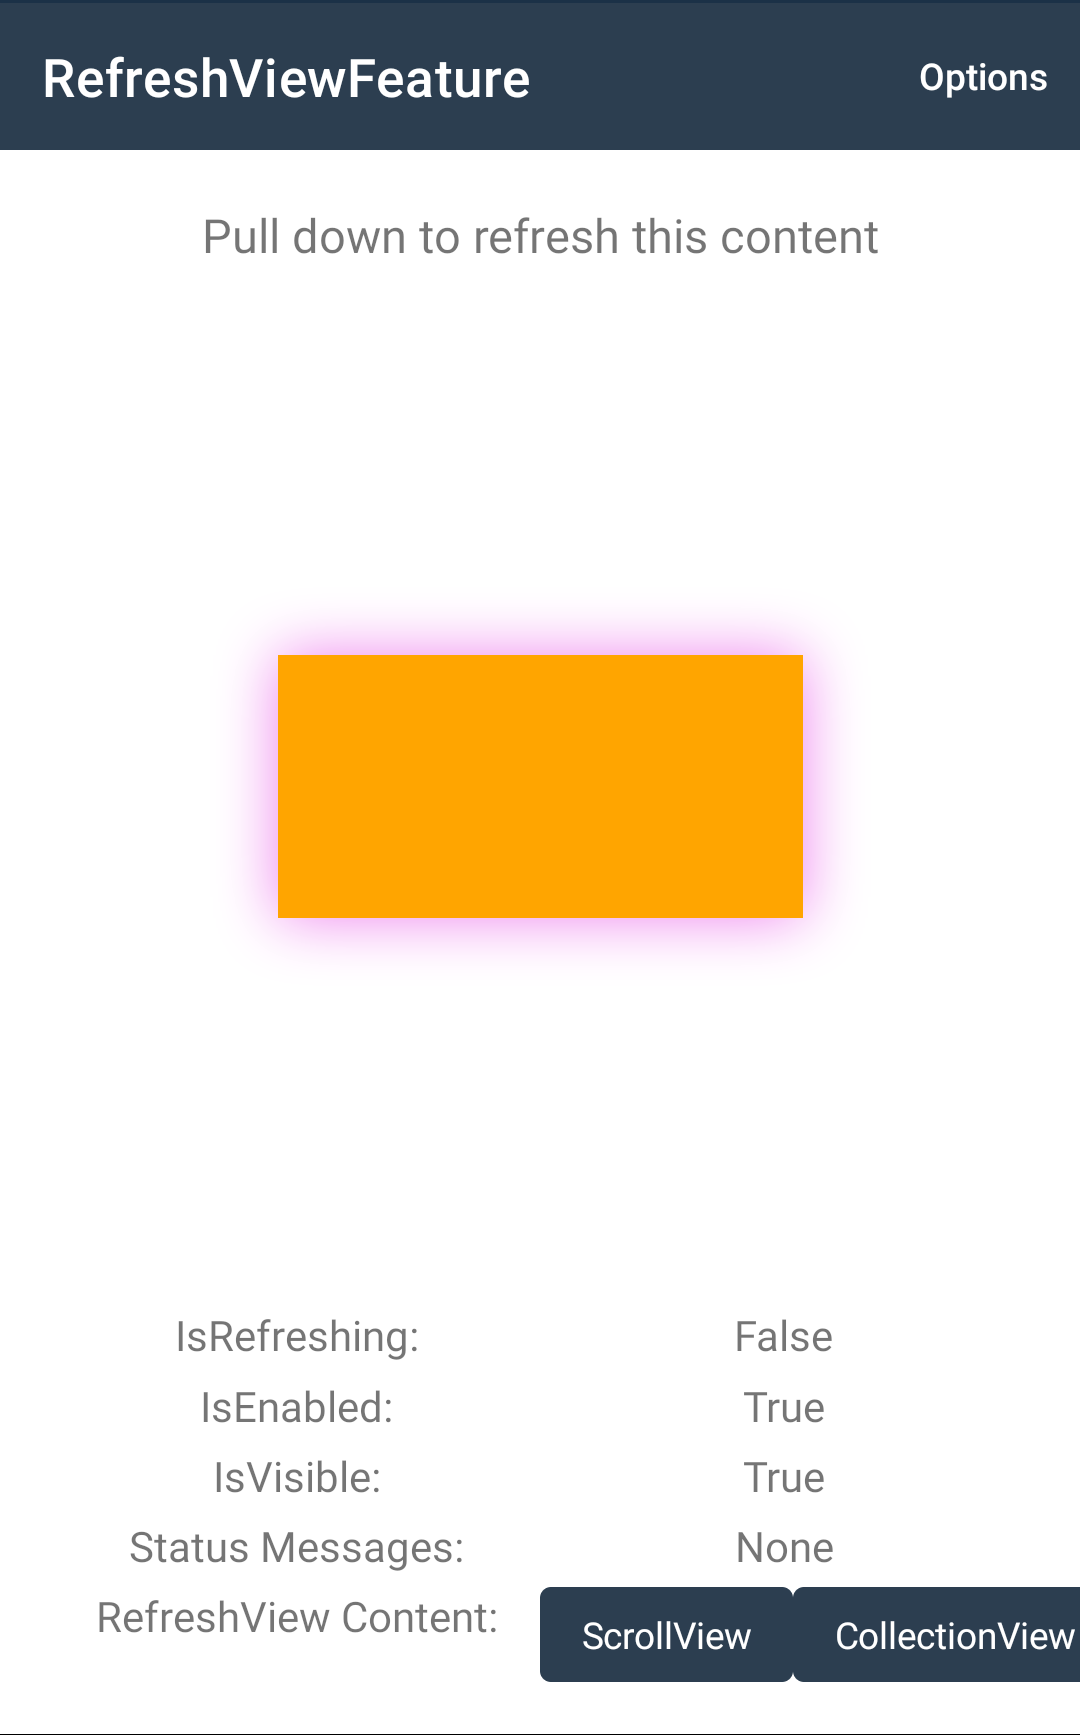 RefreshViewFeature
Options
Pull down to refresh this content
IsRefreshing: False
IsEnabled: True
IsVisible: True
Status Messages: None
RefreshView Content: ScrollView CollectionView